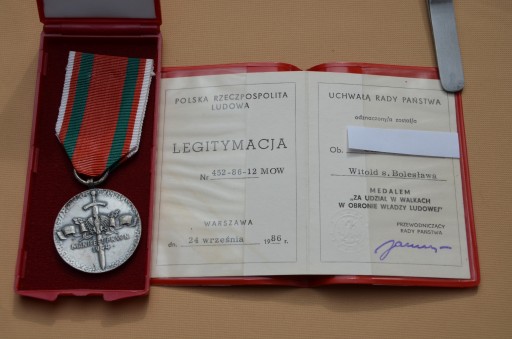 POLSKA RZECZPOSPOLITA
LUDOWA
LEGITYMACJA
Nr 452-86-12 MOW
WARSZAWA
dn. 24 września 1986 r.
UCHWAŁĄ RADY PAŃSTWA
odznaczony/a został/a
Ob.
Witold s. Bolesława
MEDALEM
„ZA UDZIAŁ W WALKACH
W OBRONIE WŁADZY LUDOWEJ”
PRZEWODNICZĄCY
RADY PAŃSTWA